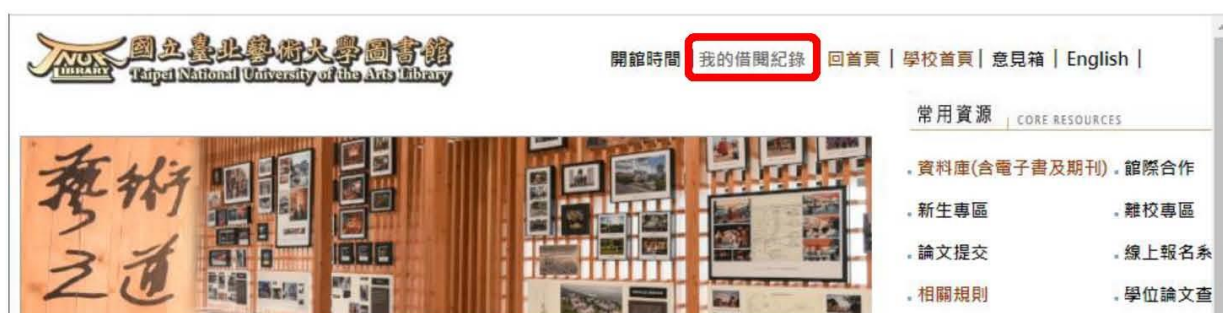 TNUA LIBRARY 國立臺北藝術大學圖書館
Taipei National University of the Arts Library
開館時間 我的借閱紀錄 回首頁 | 學校首頁 | 意見箱 | English |
常用資源 CORE RESOURCES
藝術之道
. 資料庫(含電子書及期刊) . 館際合作
. 新生專區 . 離校專區
. 論文提交 . 線上報名系
. 相關規則 . 學位論文查